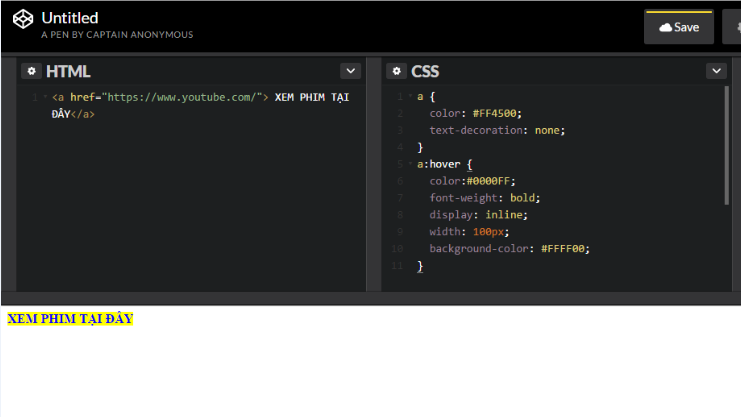 Untitled
A PEN BY CAPTAIN ANONYMOUS
Save
HTML
1 <a href="https://www.youtube.com/"> XEM PHIM TẠI
ĐÂY</a>
CSS
1 a {
2 color: #FF4500;
3 text-decoration: none;
4 }
5 a:hover {
6 color:#0000FF;
7 font-weight: bold;
8 display: inline;
9 width: 100px;
10 background-color: #FFFF00;
11 }
XEM PHIM TẠI ĐÂY